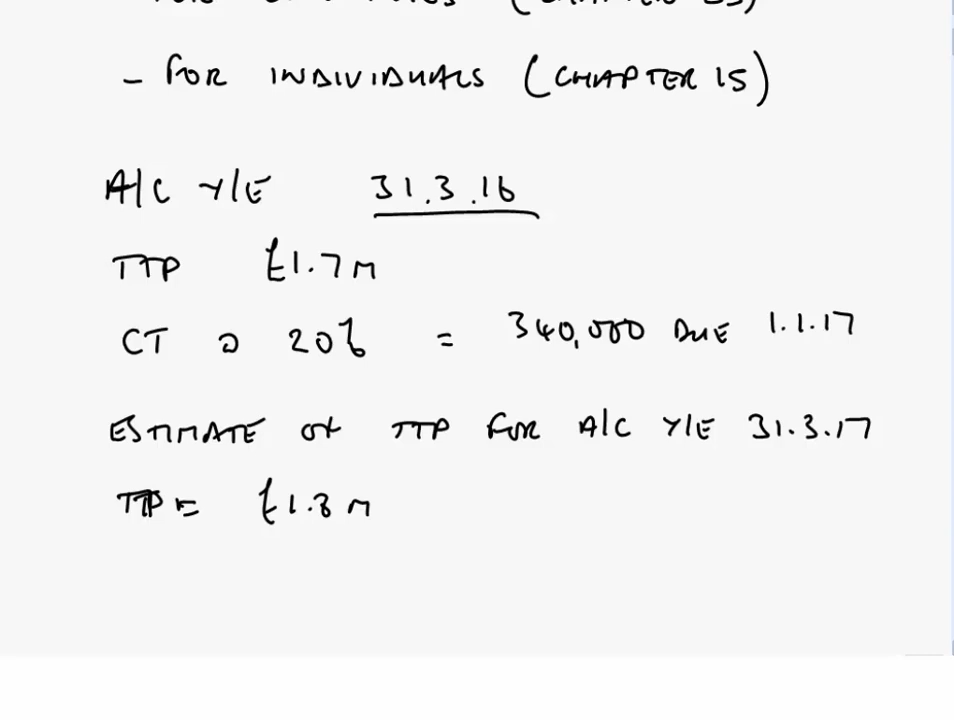 - FOR INDIVIDUALS (CHAPTER 15)
A/C Y/E 31.3.16
TTP £1.7M
CT @ 20% = 340,000 DUE 1.1.17
ESTIMATE OF TTP FOR A/C Y/E 31.3.17
TTP = £1.8M